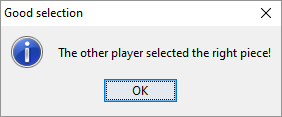 Good selection
The other player selected the right piece!
OK